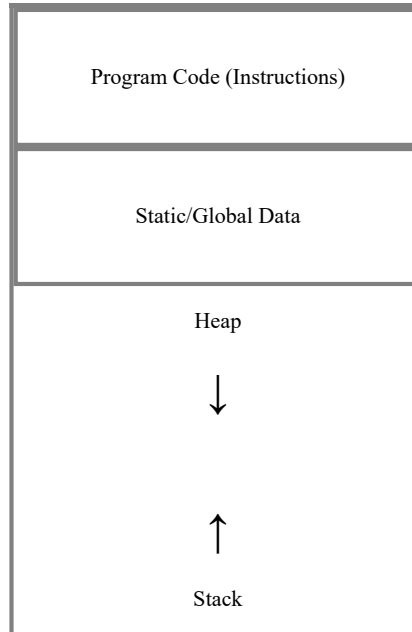 Program Code (Instructions)
Static/Global Data
Heap
↓
↑
Stack